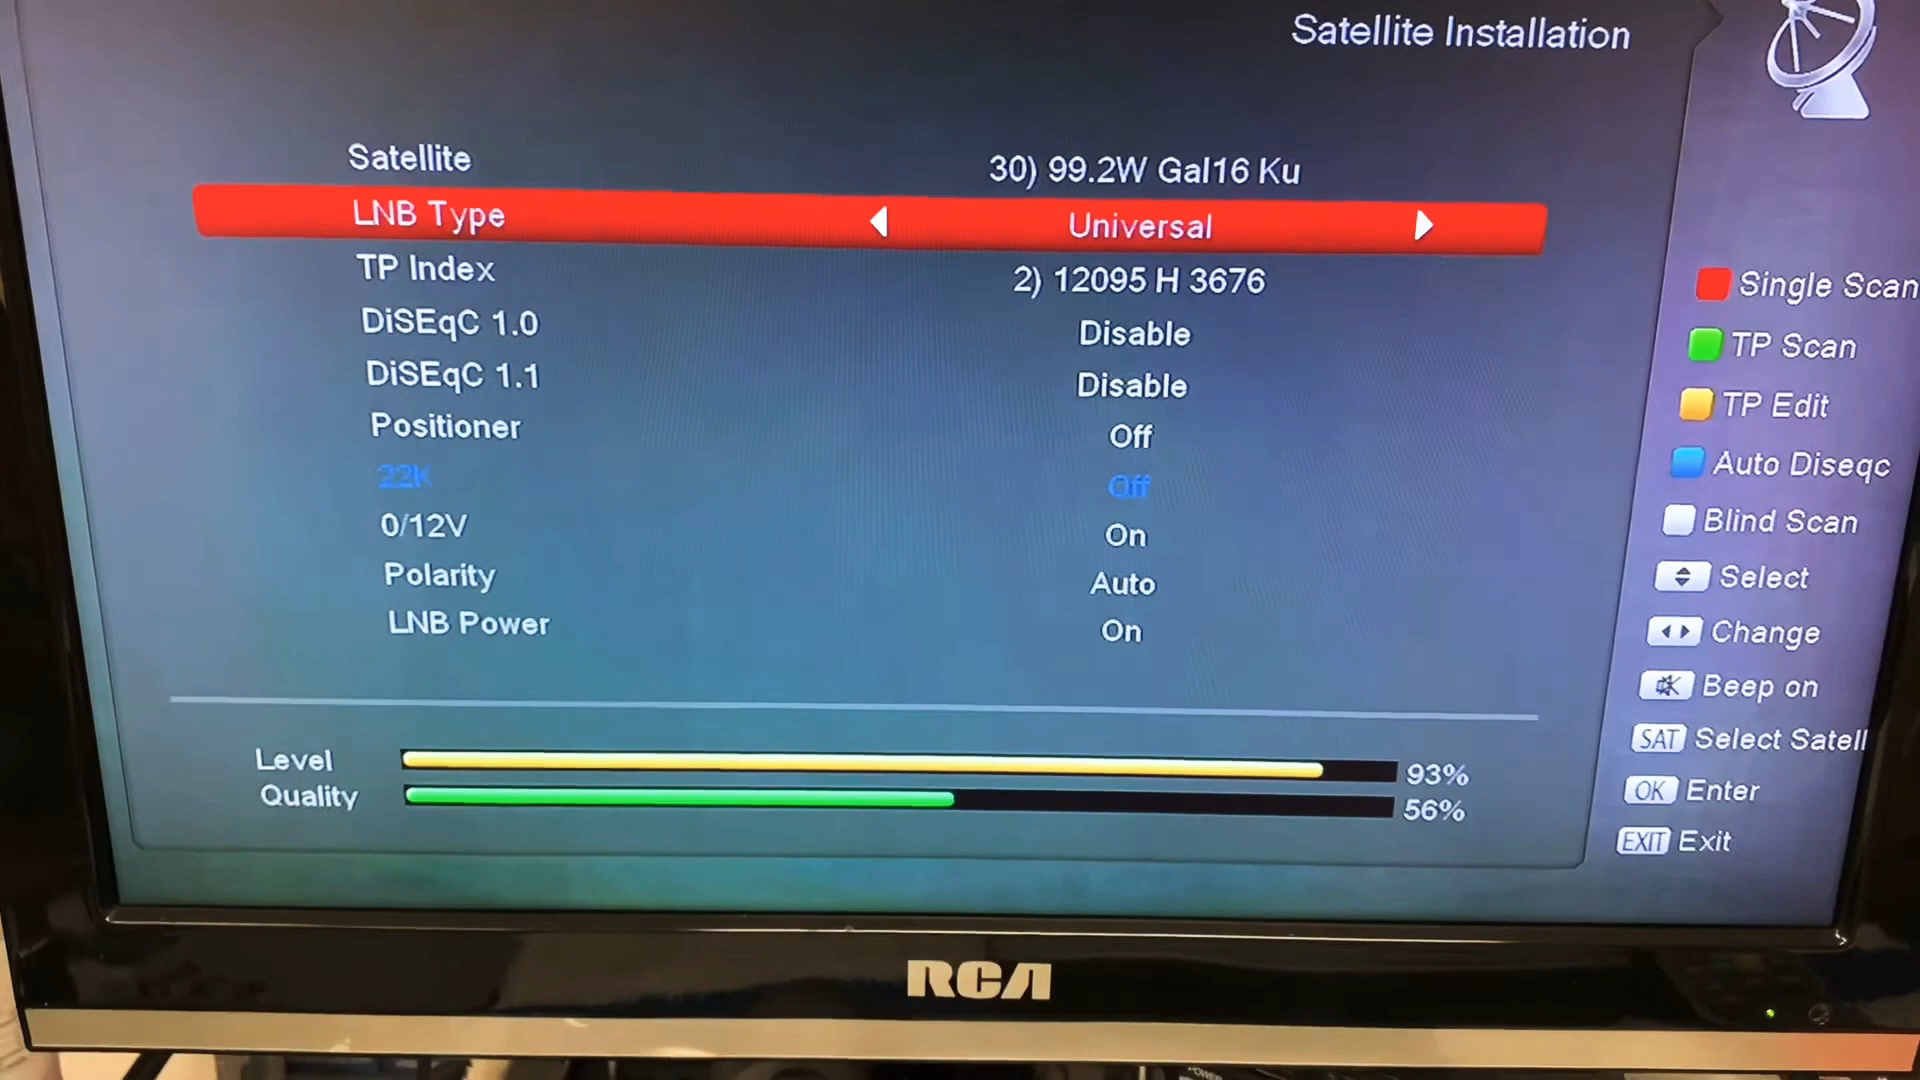 Satellite Installation
Satellite 30) 99.2W Gal16 Ku
LNB Type Universal
TP Index 2) 12095 H 3676
DiSEqC 1.0 Disable
DiSEqC 1.1 Disable
Positioner Off
22K Off
0/12V On
Polarity Auto
LNB Power On
Level 93%
Quality 56%
Single Scan
TP Scan
TP Edit
Auto Diseqc
Blind Scan
Select
Change
Beep on
SAT Select Satell
OK Enter
EXIT Exit
RCA
POWER